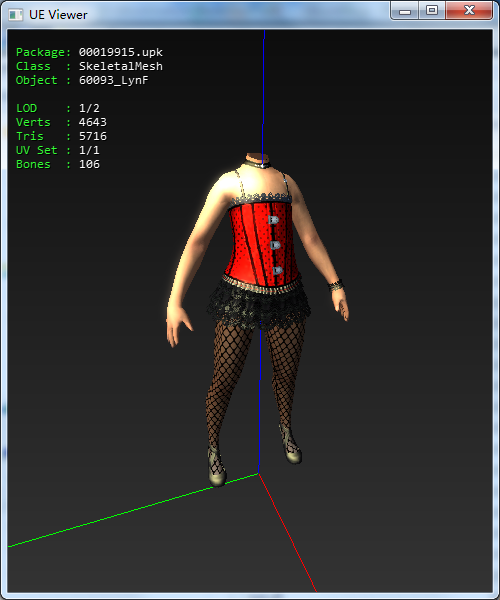 UE Viewer
Package: 00019915.upk
Class : SkeletalMesh
Object : 60093_LynF
LOD : 1/2
Verts : 4643
Tris : 5716
UV Set : 1/1
Bones : 106